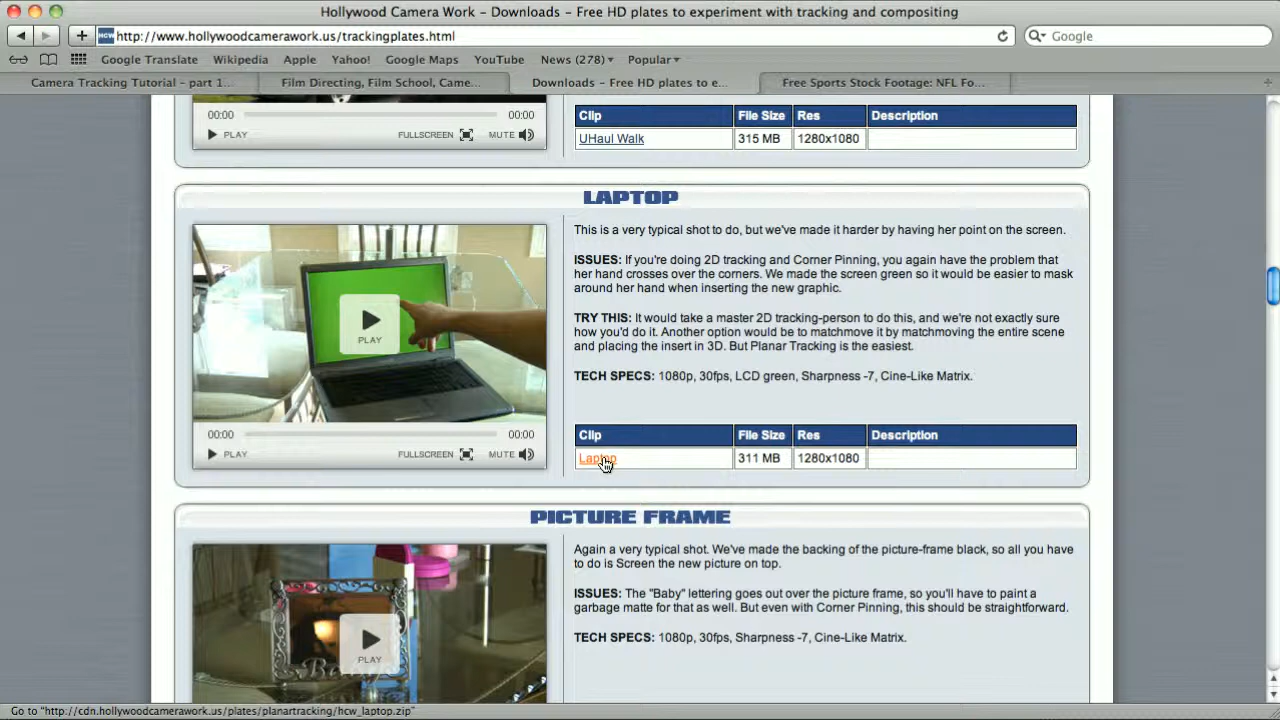 Hollywood Camera Work – Downloads – Free HD plates to experiment with tracking and compositing
http://www.hollywoodcamerawork.us/trackingplates.html
Google
Google Translate Wikipedia Apple Yahoo! Google Maps YouTube News (278)▾ Popular▾
Camera Tracking Tutorial – part 1... Film Directing, Film School, Came... Downloads – Free HD plates to e... Free Sports Stock Footage: NFL Fo...
00:00 00:00
PLAY FULLSCREEN MUTE
Clip File Size Res Description
UHaul Walk 315 MB 1280x1080
LAPTOP
PLAY
00:00 00:00
PLAY FULLSCREEN MUTE
This is a very typical shot to do, but we've made it harder by having her point on the screen.
ISSUES: If you're doing 2D tracking and Corner Pinning, you again have the problem that
her hand crosses over the corners. We made the screen green so it would be easier to mask
around her hand when inserting the new graphic.
TRY THIS: It would take a master 2D tracking-person to do this, and we're not exactly sure
how you'd do it. Another option would be to matchmove it by matchmoving the entire scene
and placing the insert in 3D. But Planar Tracking is the easiest.
TECH SPECS: 1080p, 30fps, LCD green, Sharpness -7, Cine-Like Matrix.
Clip File Size Res Description
Laptop 311 MB 1280x1080
PICTURE FRAME
PLAY
Again a very typical shot. We've made the backing of the picture-frame black, so all you have
to do is Screen the new picture on top.
ISSUES: The "Baby" lettering goes out over the picture frame, so you'll have to paint a
garbage matte for that as well. But even with Corner Pinning, this should be straightforward.
TECH SPECS: 1080p, 30fps, Sharpness -7, Cine-Like Matrix.
Go to "http://cdn.hollywoodcamerawork.us/plates/planartracking/hcw_laptop.zip"